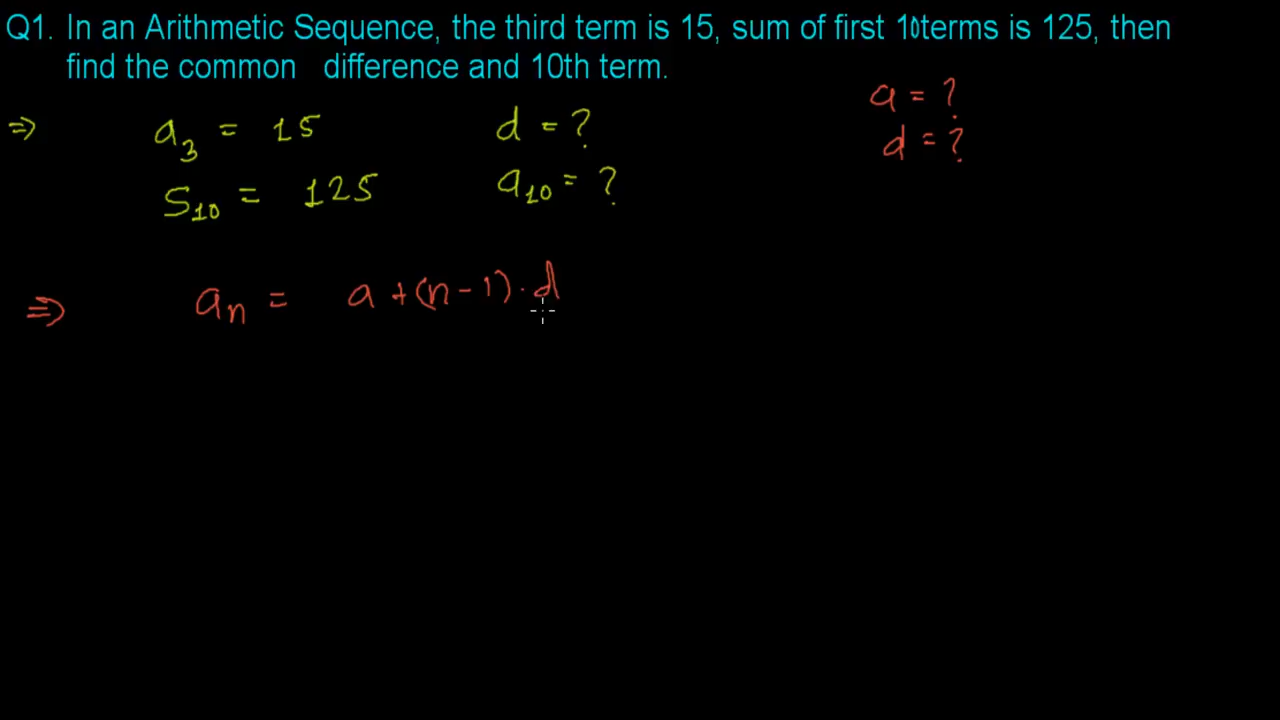 Q1. In an Arithmetic Sequence, the third term is 15, sum of first 10terms is 125, then
find the common difference and 10th term.
a = ?
⇒ a₃ = 15 d = ?
d = ?
S₁₀ = 125 a₁₀ = ?
⇒ aₙ = a + (n - 1) · d